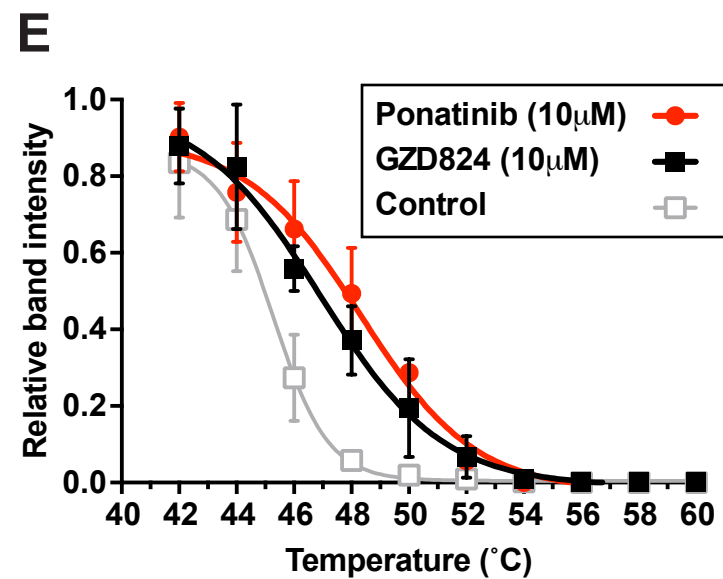 E
Relative band intensity
1.0
0.8
0.6
0.4
0.2
0.0
Ponatinib (10μM)
GZD824 (10μM)
Control
40 42 44 46 48 50 52 54 56 58 60
Temperature (˚C)